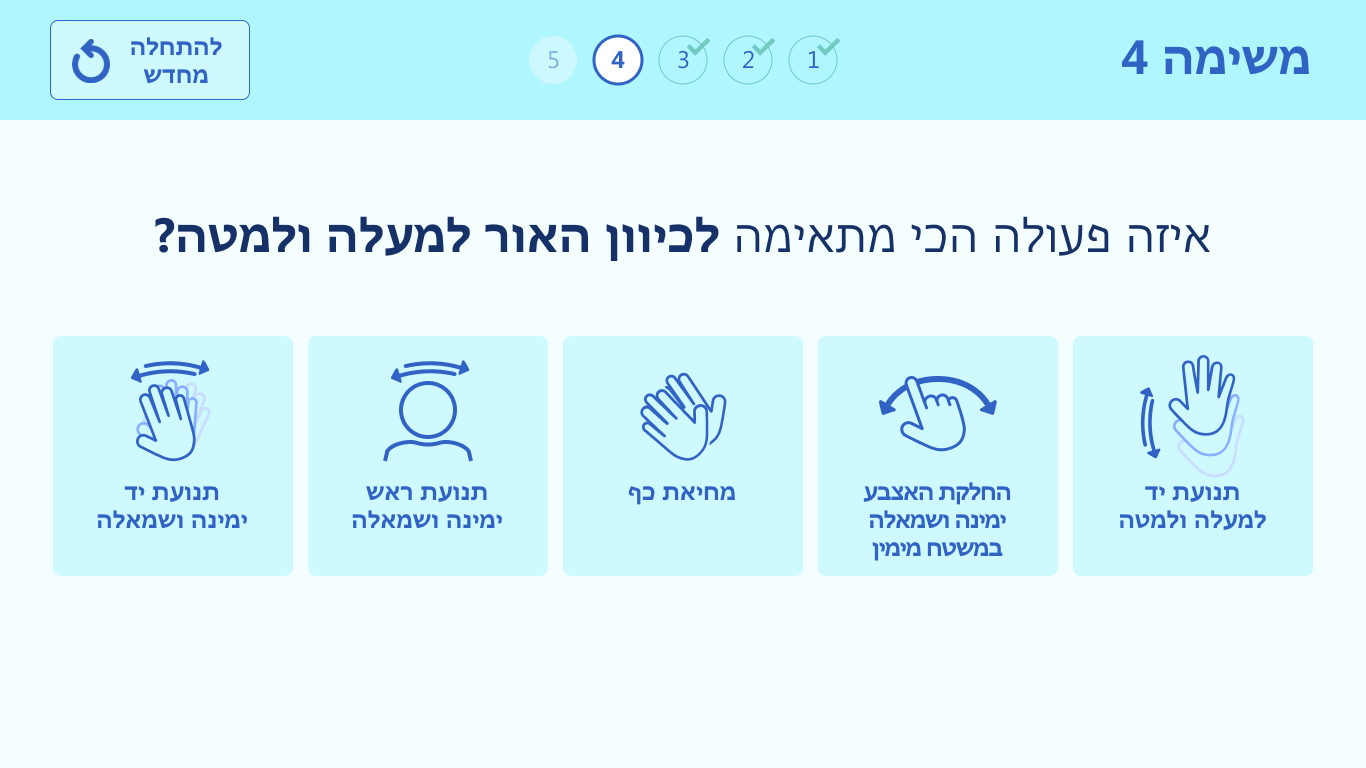 משימה 4
1
2
3
4
5
להתחלה
מחדש
איזה פעולה הכי מתאימה לכיוון האור למעלה ולמטה?
תנועת יד
למעלה ולמטה
החלקת האצבע
ימינה ושמאלה
במשטח מימין
מחיאת כף
תנועת ראש
ימינה ושמאלה
תנועת יד
ימינה ושמאלה